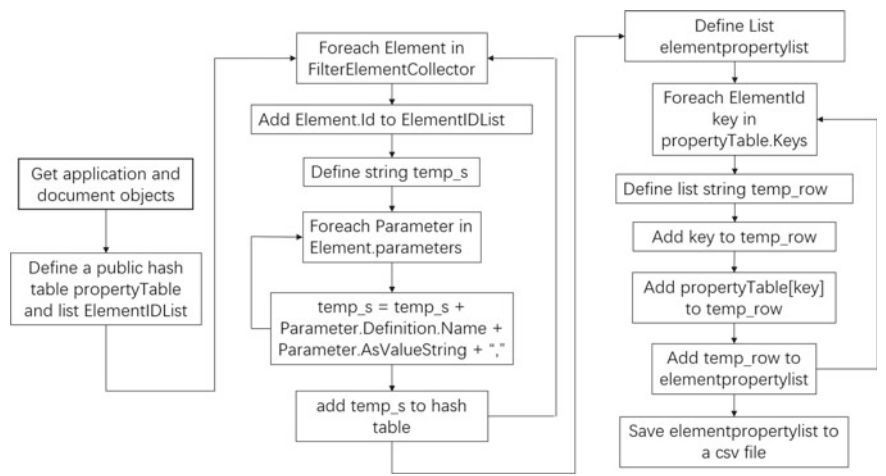 Get application and
document objects
Define a public hash
table propertyTable
and list ElementIDList
Foreach Element in
FilterElementCollector
Add Element.Id to ElementIDList
Define string temp_s
Foreach Parameter in
Element.parameters
temp_s = temp_s +
Parameter.Definition.Name +
Parameter.AsValueString + “,”
add temp_s to hash
table
Define List
elementpropertylist
Foreach ElementId
key in
propertyTable.Keys
Define list string temp_row
Add key to temp_row
Add propertyTable[key]
to temp_row
Add temp_row to
elementpropertylist
Save elementpropertylist to
a csv file